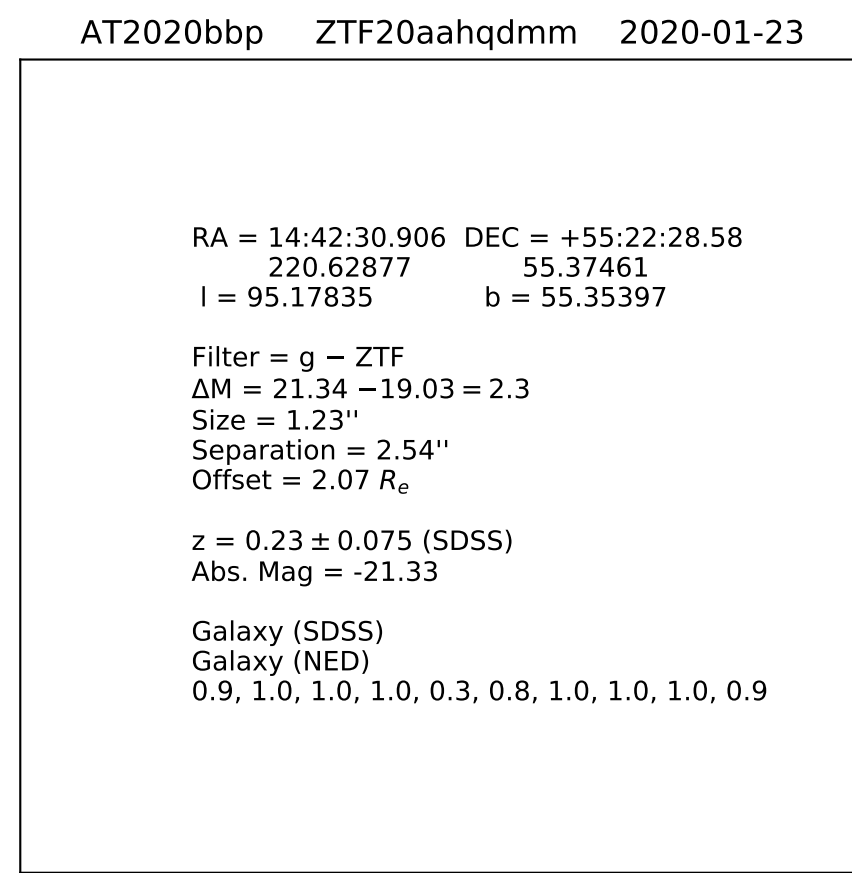 AT2020bbp ZTF20aahqdmm 2020-01-23
RA = 14:42:30.906 DEC = +55:22:28.58
220.62877 55.37461
l = 95.17835 b = 55.35397
Filter = g − ZTF
ΔM = 21.34 −19.03 = 2.3
Size = 1.23''
Separation = 2.54''
Offset = 2.07 Re
z = 0.23 ± 0.075 (SDSS)
Abs. Mag = -21.33
Galaxy (SDSS)
Galaxy (NED)
0.9, 1.0, 1.0, 1.0, 0.3, 0.8, 1.0, 1.0, 1.0, 0.9